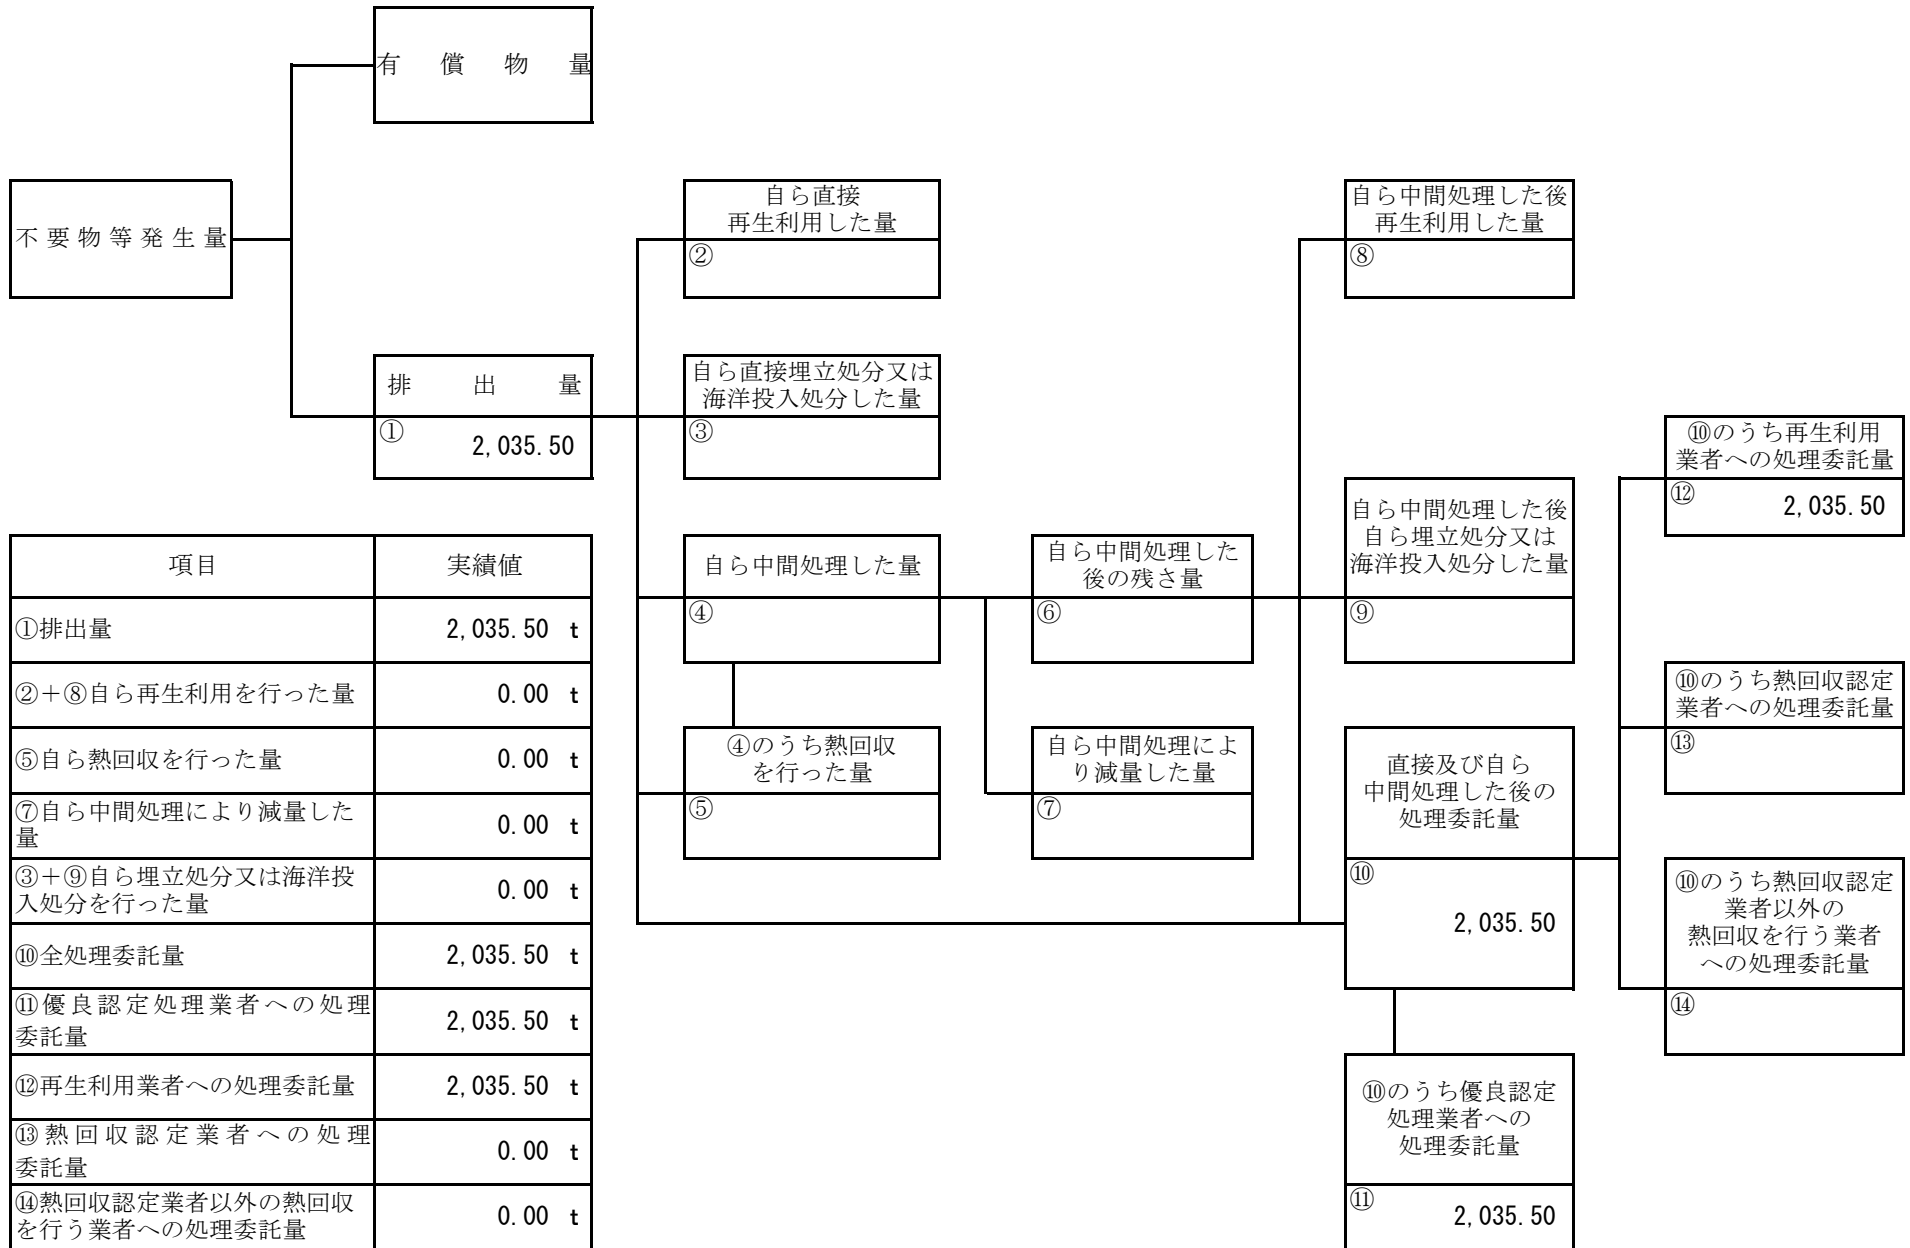 有償物量
不要物等発生量
排出量
① 2,035.50
自ら直接
再生利用した量
②
自ら直接埋立処分又は
海洋投入処分した量
③
自ら中間処理した量
④
④のうち熱回収
を行った量
⑤
自ら中間処理した
後の残さ量
⑥
自ら中間処理によ
り減量した量
⑦
自ら中間処理した後
再生利用した量
⑧
自ら中間処理した後
自ら埋立処分又は
海洋投入処分した量
⑨
直接及び自ら
中間処理した後の
処理委託量
⑩
2,035.50
⑩のうち優良認定
処理業者への
処理委託量
⑪
2,035.50
⑩のうち再生利用
業者への処理委託量
⑫ 2,035.50
⑩のうち熱回収認定
業者への処理委託量
⑬
⑩のうち熱回収認定
業者以外の
熱回収を行う業者
への処理委託量
⑭
項目 実績値
①排出量 2,035.50 t
②+⑧自ら再生利用を行った量 0.00 t
⑤自ら熱回収を行った量 0.00 t
⑦自ら中間処理により減量した
量 0.00 t
③+⑨自ら埋立処分又は海洋投
入処分を行った量 0.00 t
⑩全処理委託量 2,035.50 t
⑪優良認定処理業者への処理
委託量 2,035.50 t
⑫再生利用業者への処理委託量 2,035.50 t
⑬熱回収認定業者への処理
委託量 0.00 t
⑭熱回収認定業者以外の熱回収
を行う業者への処理委託量 0.00 t